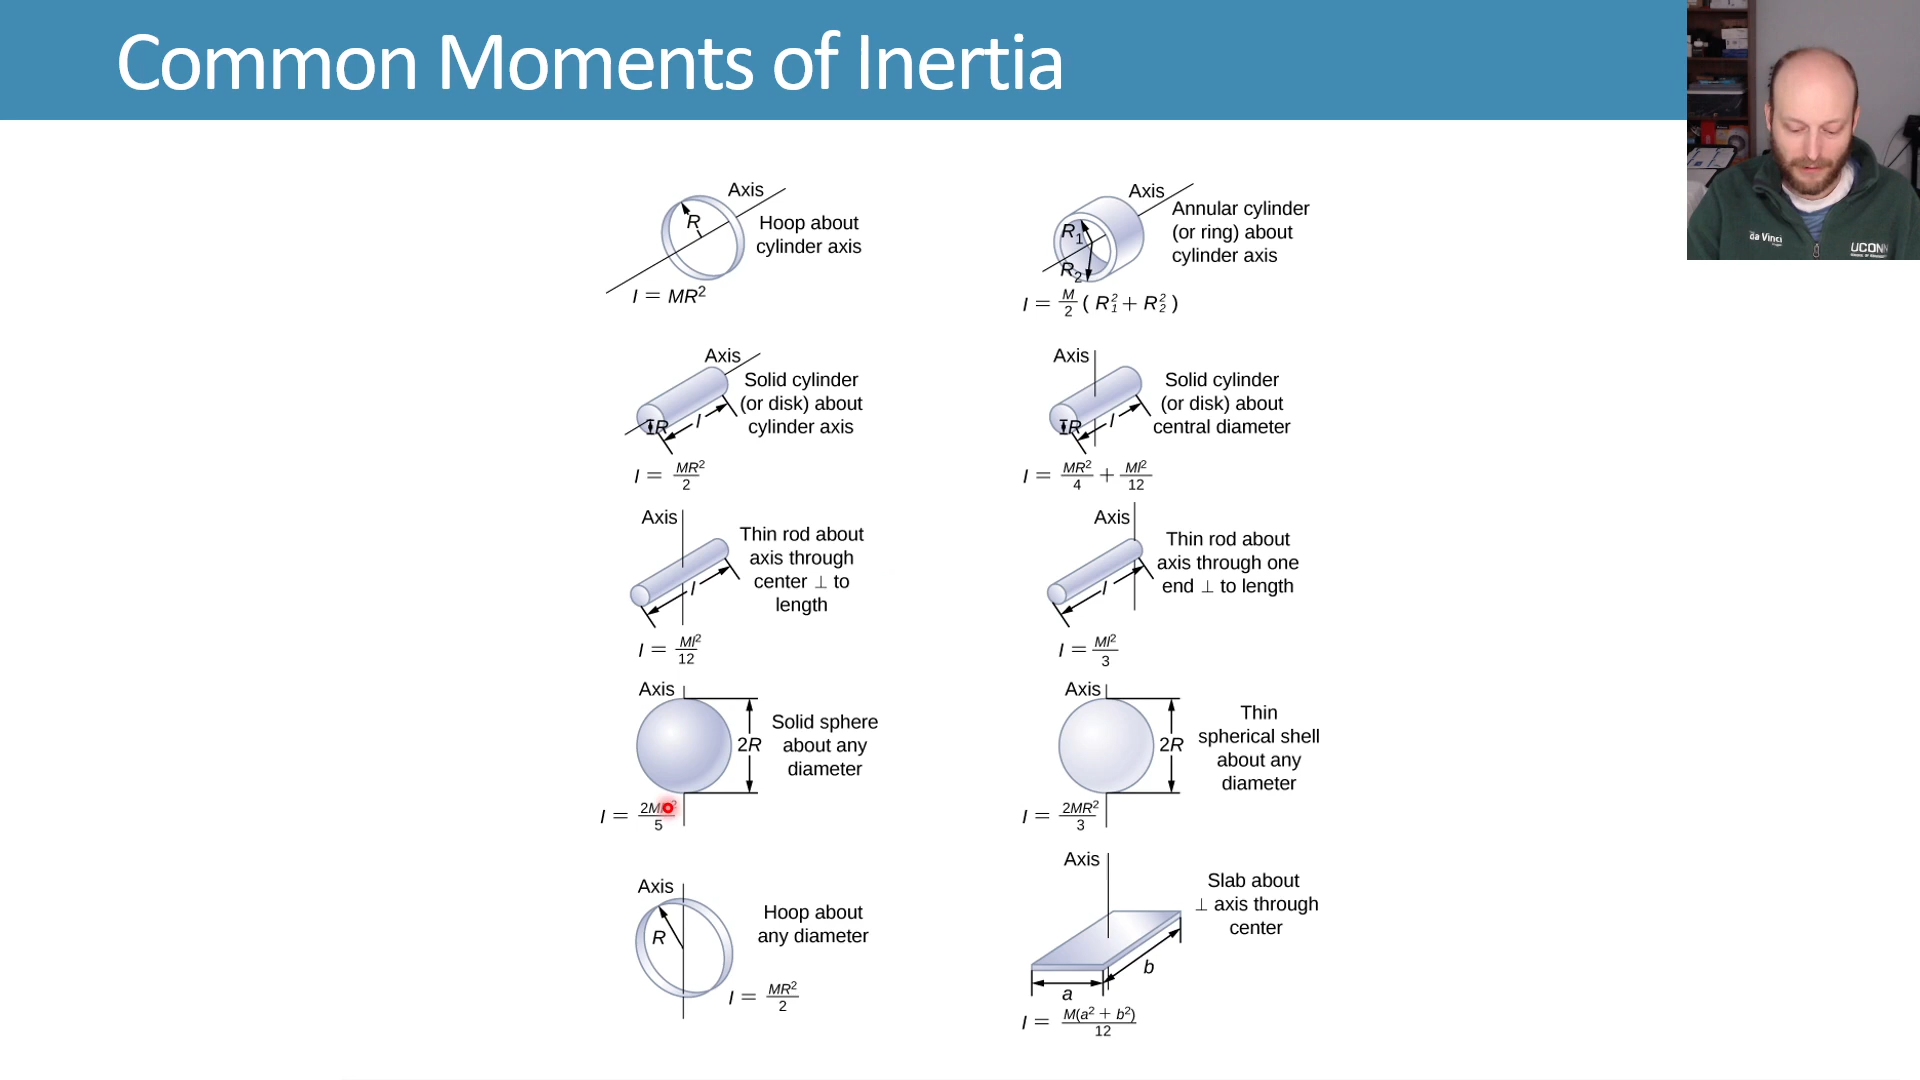 Common Moments of Inertia
Axis
R
Hoop about
cylinder axis
I = MR²
Axis
R₁
R₂
Annular cylinder
(or ring) about
cylinder axis
I = M/2 ( R₁² + R₂² )
Axis
R
l
Solid cylinder
(or disk) about
cylinder axis
I = MR²/2
Axis
R
l
Solid cylinder
(or disk) about
central diameter
I = MR²/4 + Ml²/12
Axis
l
Thin rod about
axis through
center ⊥ to
length
I = Ml²/12
Axis
l
Thin rod about
axis through one
end ⊥ to length
I = Ml²/3
Axis
2R
Solid sphere
about any
diameter
I = 2MR²/5
Axis
2R
Thin
spherical shell
about any
diameter
I = 2MR²/3
Axis
R
Hoop about
any diameter
I = MR²/2
Axis
Slab about
⊥ axis through
center
b
a
I = M(a² + b²)/12
da Vinci
UCONN